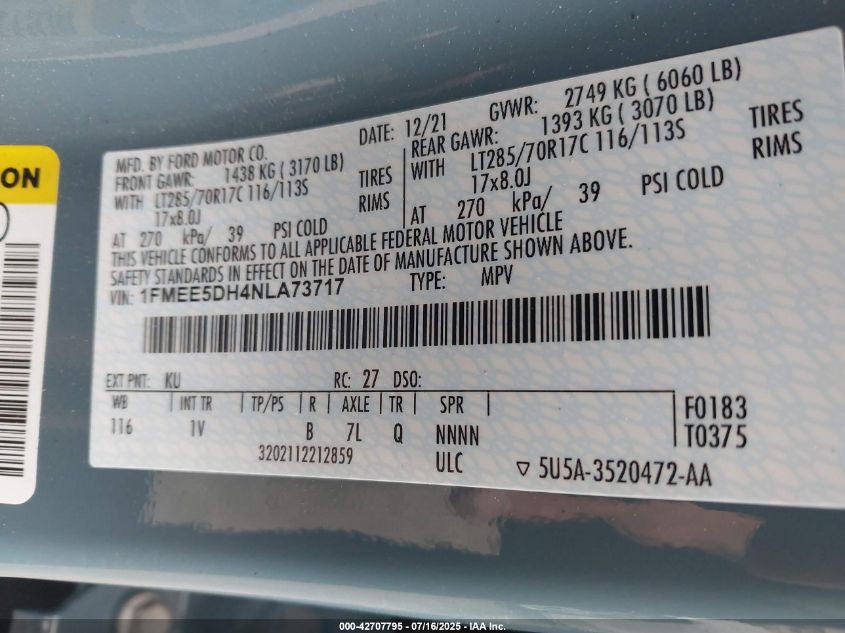 ON
MFD. BY FORD MOTOR CO.
DATE: 12/21
GVWR: 2749 KG ( 6060 LB)
FRONT GAWR: 1438 KG ( 3170 LB)
WITH LT285/70R17C 116/113S TIRES
17x8.0J RIMS
AT 270 kPa/ 39 PSI COLD
REAR GAWR: 1393 KG ( 3070 LB)
WITH LT285/70R17C 116/113S TIRES
17x8.0J RIMS
AT 270 kPa/ 39 PSI COLD
THIS VEHICLE CONFORMS TO ALL APPLICABLE FEDERAL MOTOR VEHICLE
SAFETY STANDARDS IN EFFECT ON THE DATE OF MANUFACTURE SHOWN ABOVE.
VIN: 1FMEE5DH4NLA73717 TYPE: MPV
EXT PNT: KU RC: 27 DSO:
WB | INT TR | TP/PS | R | AXLE | TR | SPR | F0183
116 1V B 7L Q NNNN T0375
3202112212859 ULC ▽ 5U5A-3520472-AA
000-42707795 - 07/16/2025 - IAA Inc.